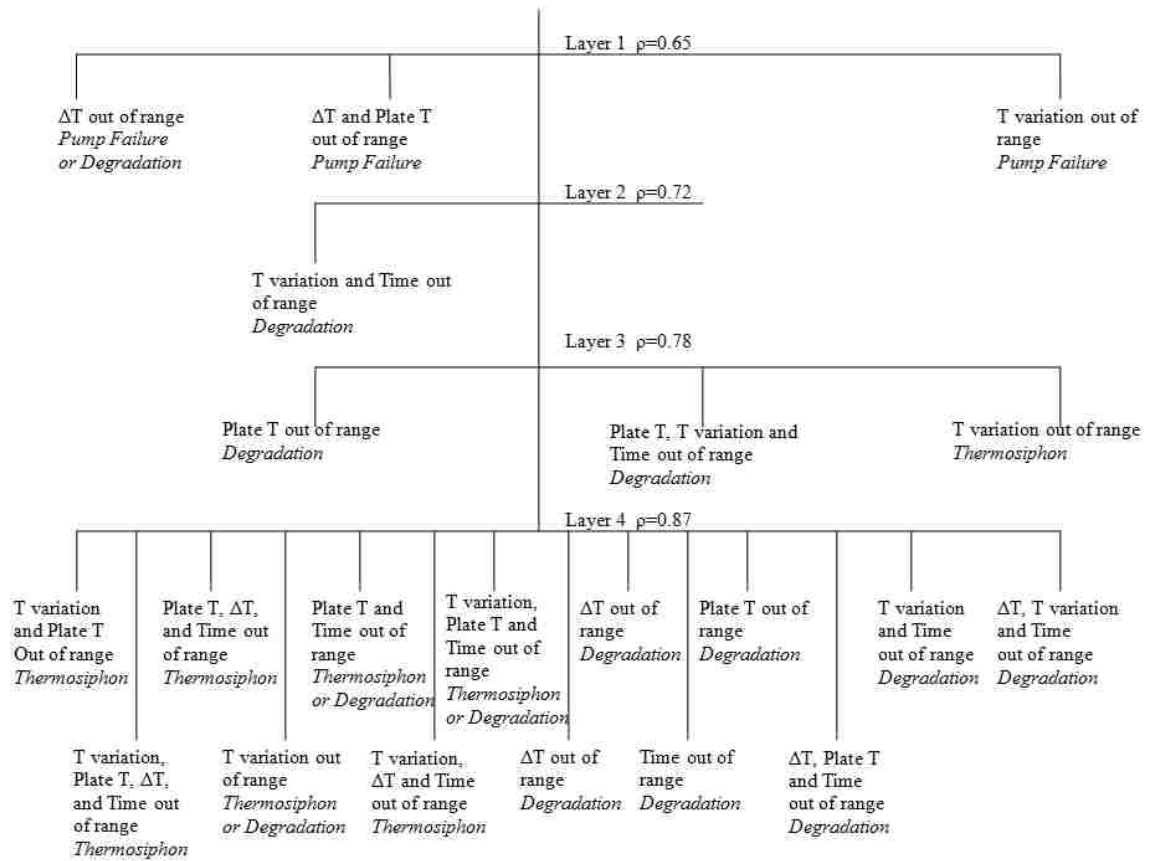 Layer 1 ρ=0.65
ΔT out of range
Pump Failure
or Degradation
ΔT and Plate T
out of range
Pump Failure
T variation out of
range
Pump Failure
Layer 2 ρ=0.72
T variation and Time out
of range
Degradation
Layer 3 ρ=0.78
Plate T out of range
Degradation
Plate T, T variation and
Time out of range
Degradation
T variation out of range
Thermosiphon
Layer 4 ρ=0.87
T variation
and Plate T
Out of range
Thermosiphon
Plate T, ΔT,
and Time out
of range
Thermosiphon
Plate T and
Time out of
range
Thermosiphon
or Degradation
T variation,
Plate T and
Time out of
range
Thermosiphon
or Degradation
ΔT out of
range
Degradation
Plate T out of
range
Degradation
T variation
and Time
out of range
Degradation
ΔT, T variation
and Time
out of range
Degradation
T variation,
Plate T, ΔT,
and Time out
of range
Thermosiphon
T variation out
of range
Thermosiphon
or Degradation
T variation,
ΔT and Time
out of range
Thermosiphon
ΔT out of
range
Degradation
Time out of
range
Degradation
ΔT, Plate T
and Time
out of range
Degradation